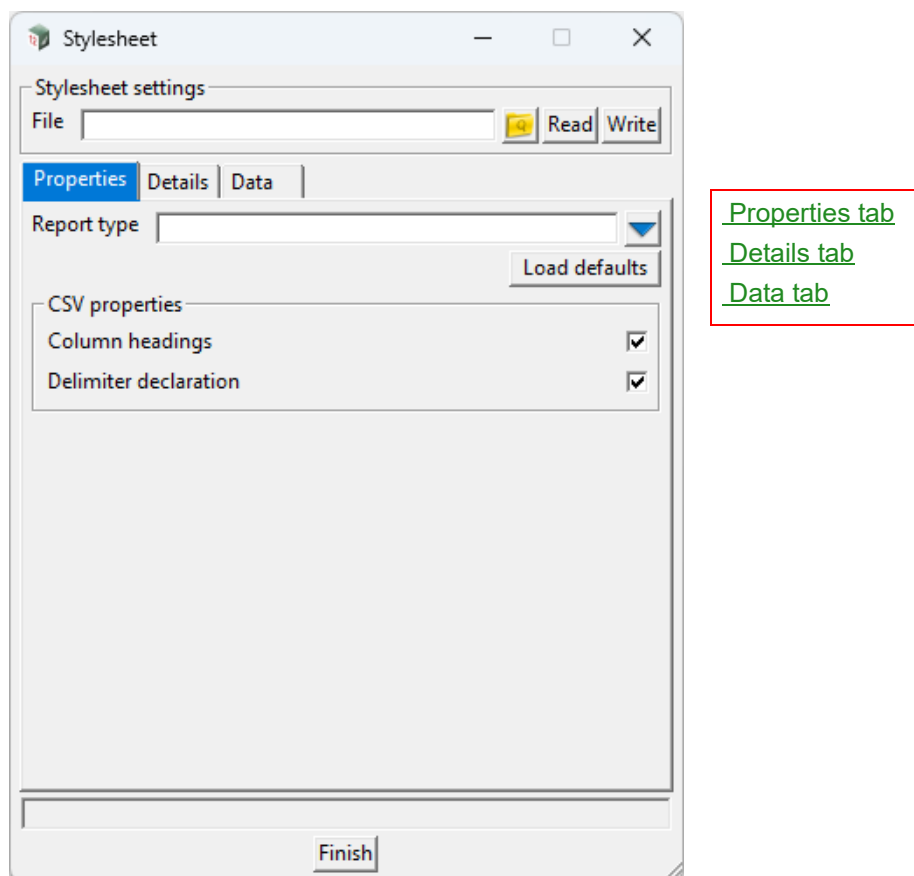 Stylesheet
Stylesheet settings
File
Read
Write
Properties
Details
Data
Report type
Load defaults
CSV properties
Column headings
Delimiter declaration
Finish
Properties tab
Details tab
Data tab